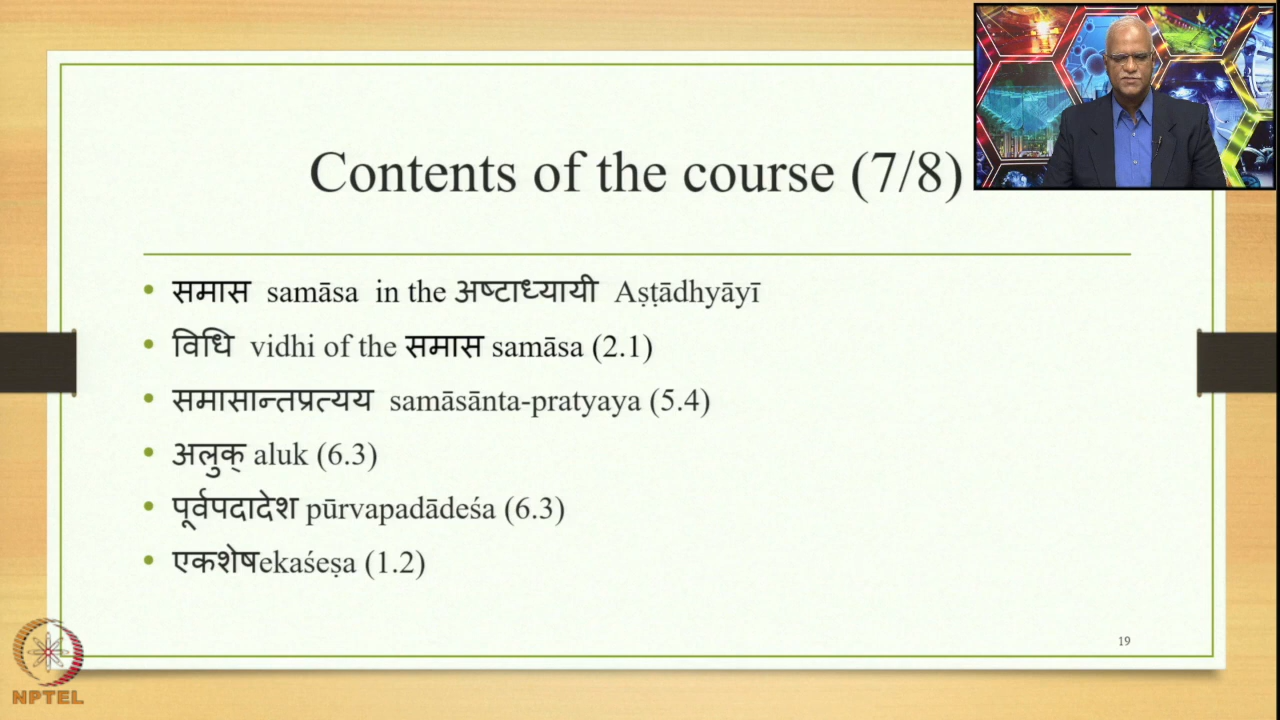 Contents of the course (7/8)
• समास samāsa in the अष्टाध्यायी Aṣṭādhyāyī
• विधि vidhi of the समास samāsa (2.1)
• समासान्तप्रत्यय samāsānta-pratyaya (5.4)
• अलुक् aluk (6.3)
• पूर्वपदादेश pūrvapadādeśa (6.3)
• एकशेषekaśeṣa (1.2)
19
NPTEL